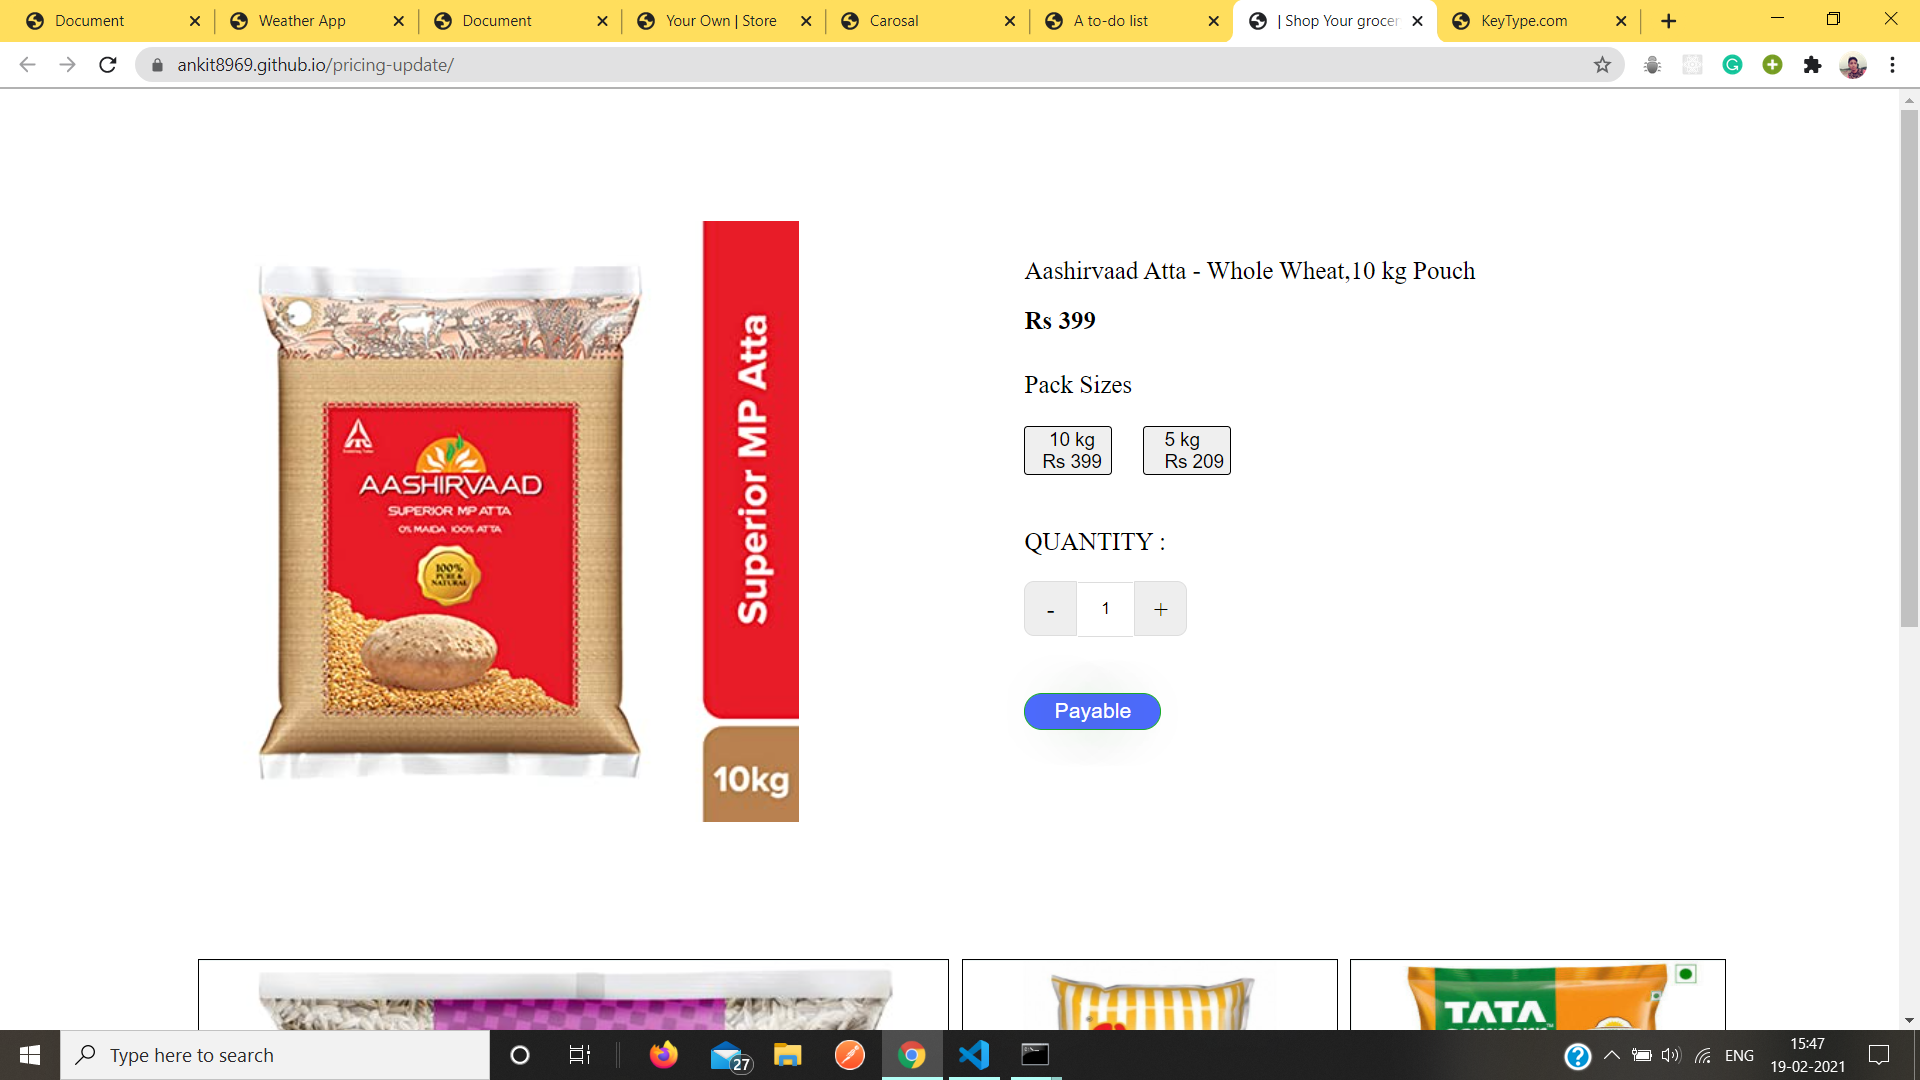 Document
Weather App
Document
Your Own | Store
Carosal
A to-do list
| Shop Your grocer
KeyType.com
ankit8969.github.io/pricing-update/
Aashirvaad Atta - Whole Wheat,10 kg Pouch
Rs 399
Pack Sizes
10 kg
Rs 399
5 kg
Rs 209
QUANTITY :
-
1
+
Payable
AASHIRVAAD
SUPERIOR MP ATTA
0% MAIDA 100% ATTA
100%
PURE &
NATURAL
Superior MP Atta
10kg
TATA
Type here to search
27
ENG
15:47
19-02-2021